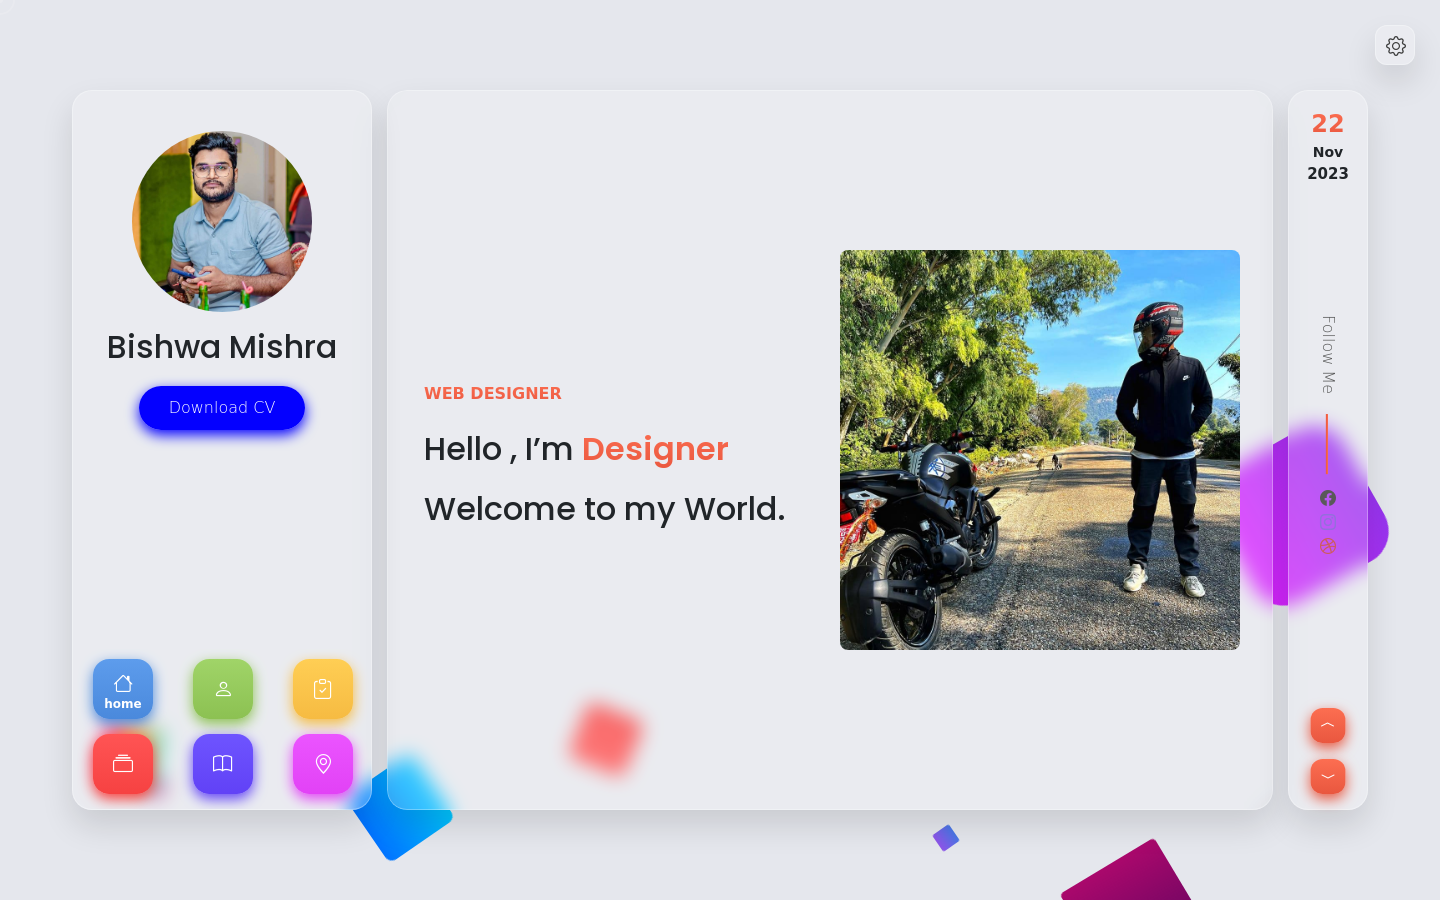 Bishwa Mishra
Download CV
home
WEB DESIGNER
Hello , I’m Designer
Welcome to my World.
22
Nov
2023
Follow Me